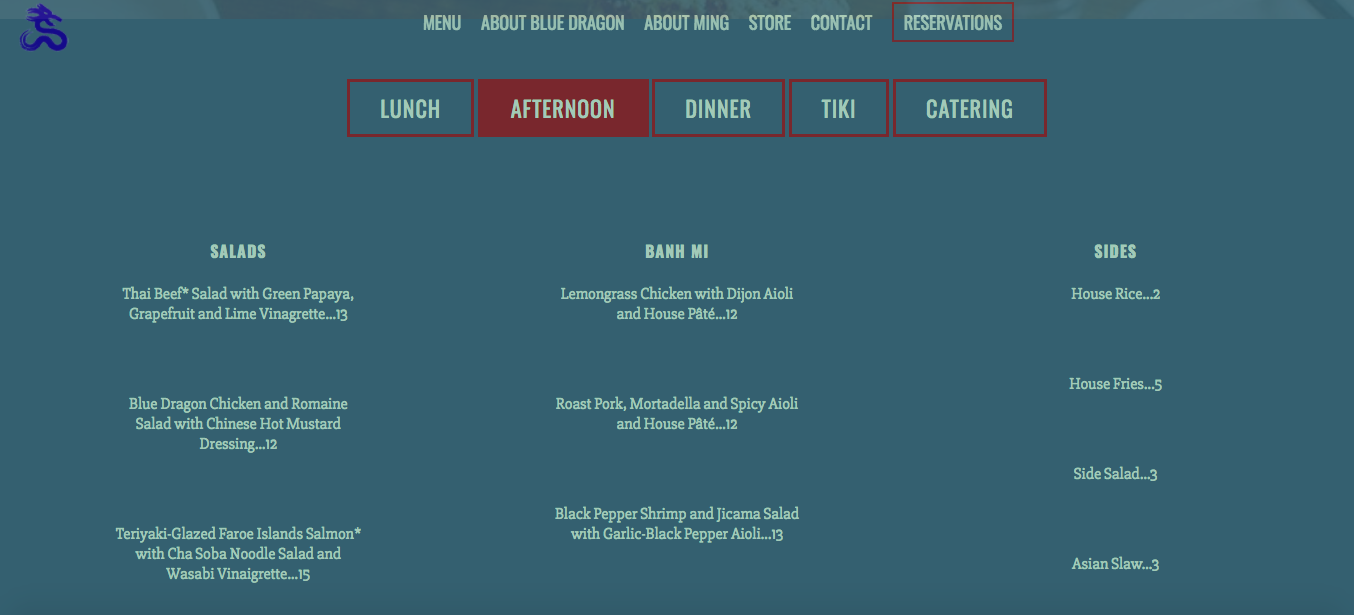 MENU ABOUT BLUE DRAGON ABOUT MING STORE CONTACT RESERVATIONS
LUNCH AFTERNOON DINNER TIKI CATERING
SALADS
Thai Beef* Salad with Green Papaya,
Grapefruit and Lime Vinagrette...13
Blue Dragon Chicken and Romaine
Salad with Chinese Hot Mustard
Dressing...12
Teriyaki-Glazed Faroe Islands Salmon*
with Cha Soba Noodle Salad and
Wasabi Vinaigrette...15
BANH MI
Lemongrass Chicken with Dijon Aioli
and House Pâté...12
Roast Pork, Mortadella and Spicy Aioli
and House Pâté...12
Black Pepper Shrimp and Jicama Salad
with Garlic-Black Pepper Aioli...13
SIDES
House Rice...2
House Fries...5
Side Salad...3
Asian Slaw...3